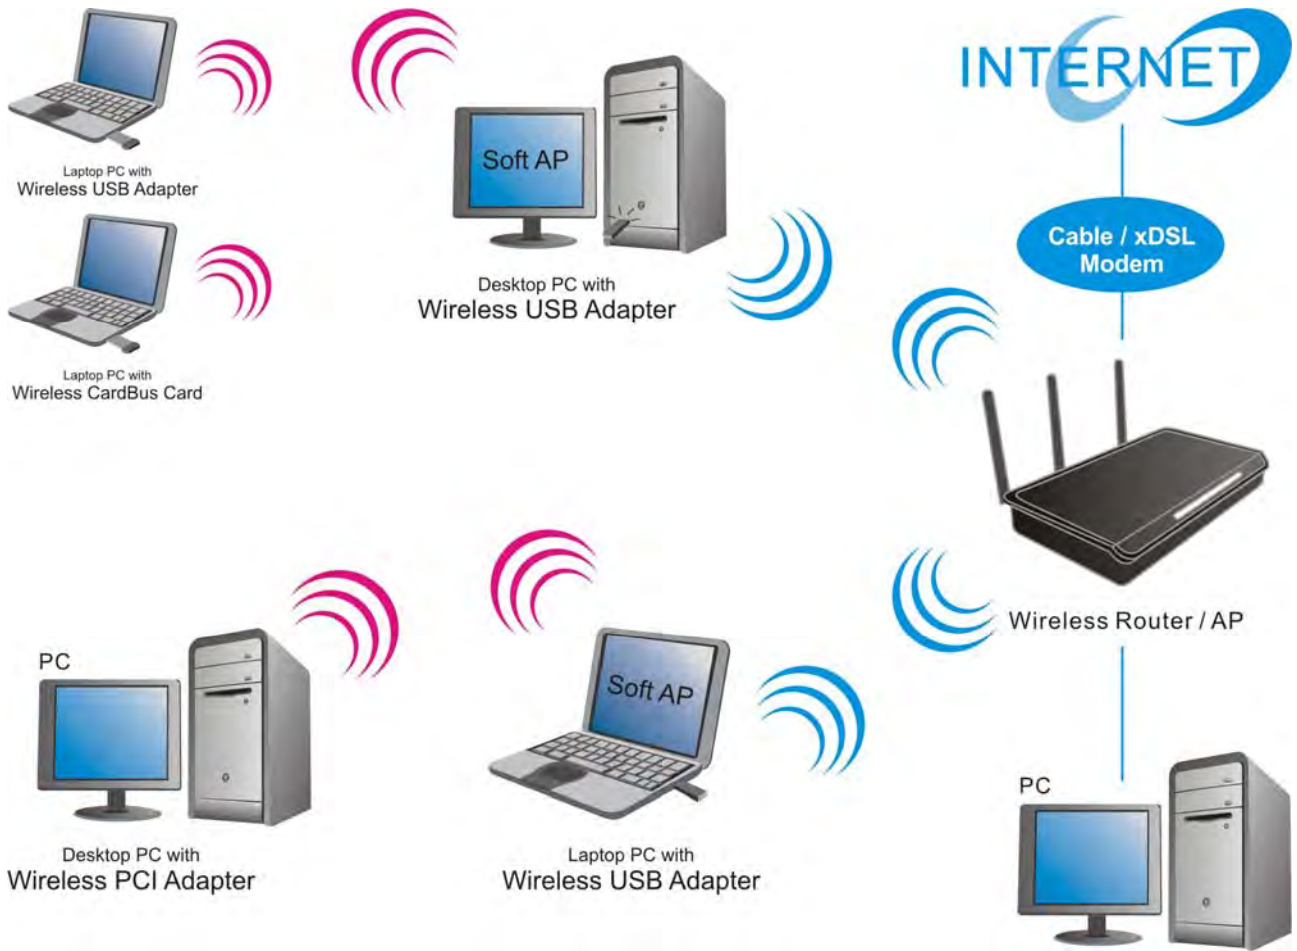 INTERNET
Soft AP
Laptop PC with
Wireless USB Adapter
Cable / xDSL
Modem
Desktop PC with
Wireless USB Adapter
Laptop PC with
Wireless CardBus Card
Wireless Router / AP
PC
Soft AP
PC
Desktop PC with
Wireless PCI Adapter
Laptop PC with
Wireless USB Adapter